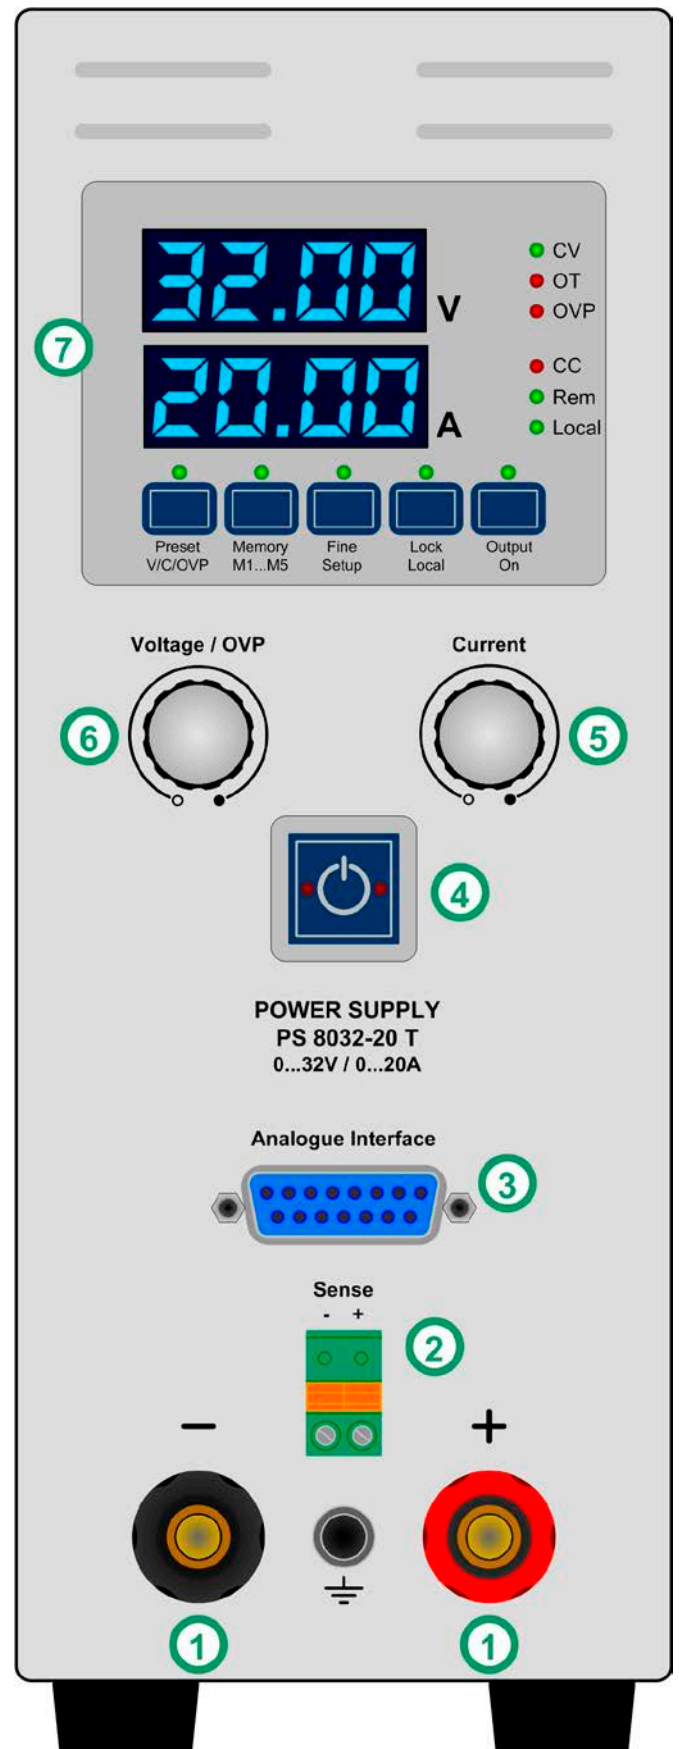 32.00 V
CV
OT
OVP
7
20.00 A
CC
Rem
Local
Preset
V/C/OVP
Memory
M1...M5
Fine
Setup
Lock
Local
Output
On
Voltage / OVP
Current
6
5
4
POWER SUPPLY
PS 8032-20 T
0...32V / 0...20A
Analogue Interface
3
Sense
- +
2
− +
1 1